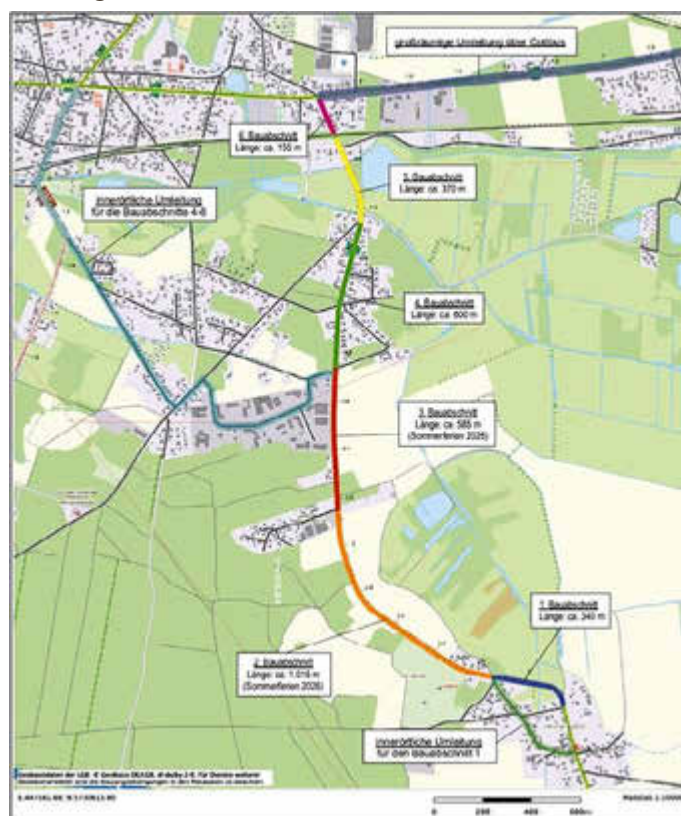 großräumige Umleitung über Cottbus
6. Bauabschnitt
Länge: ca. 155 m
5. Bauabschnitt
Länge: ca. 370 m
innerörtliche Umleitung
für die Bauabschnitte 4-6
4. Bauabschnitt
Länge: ca. 600 m
3. Bauabschnitt
Länge: ca. 585 m
(Sommerferien 2026)
1. Bauabschnitt
Länge: ca. 340 m
2. Bauabschnitt
Länge: ca. 1.016 m
(Sommerferien 2026)
innerörtliche Umleitung
für den Bauabschnitt 1
0 200 400 600m